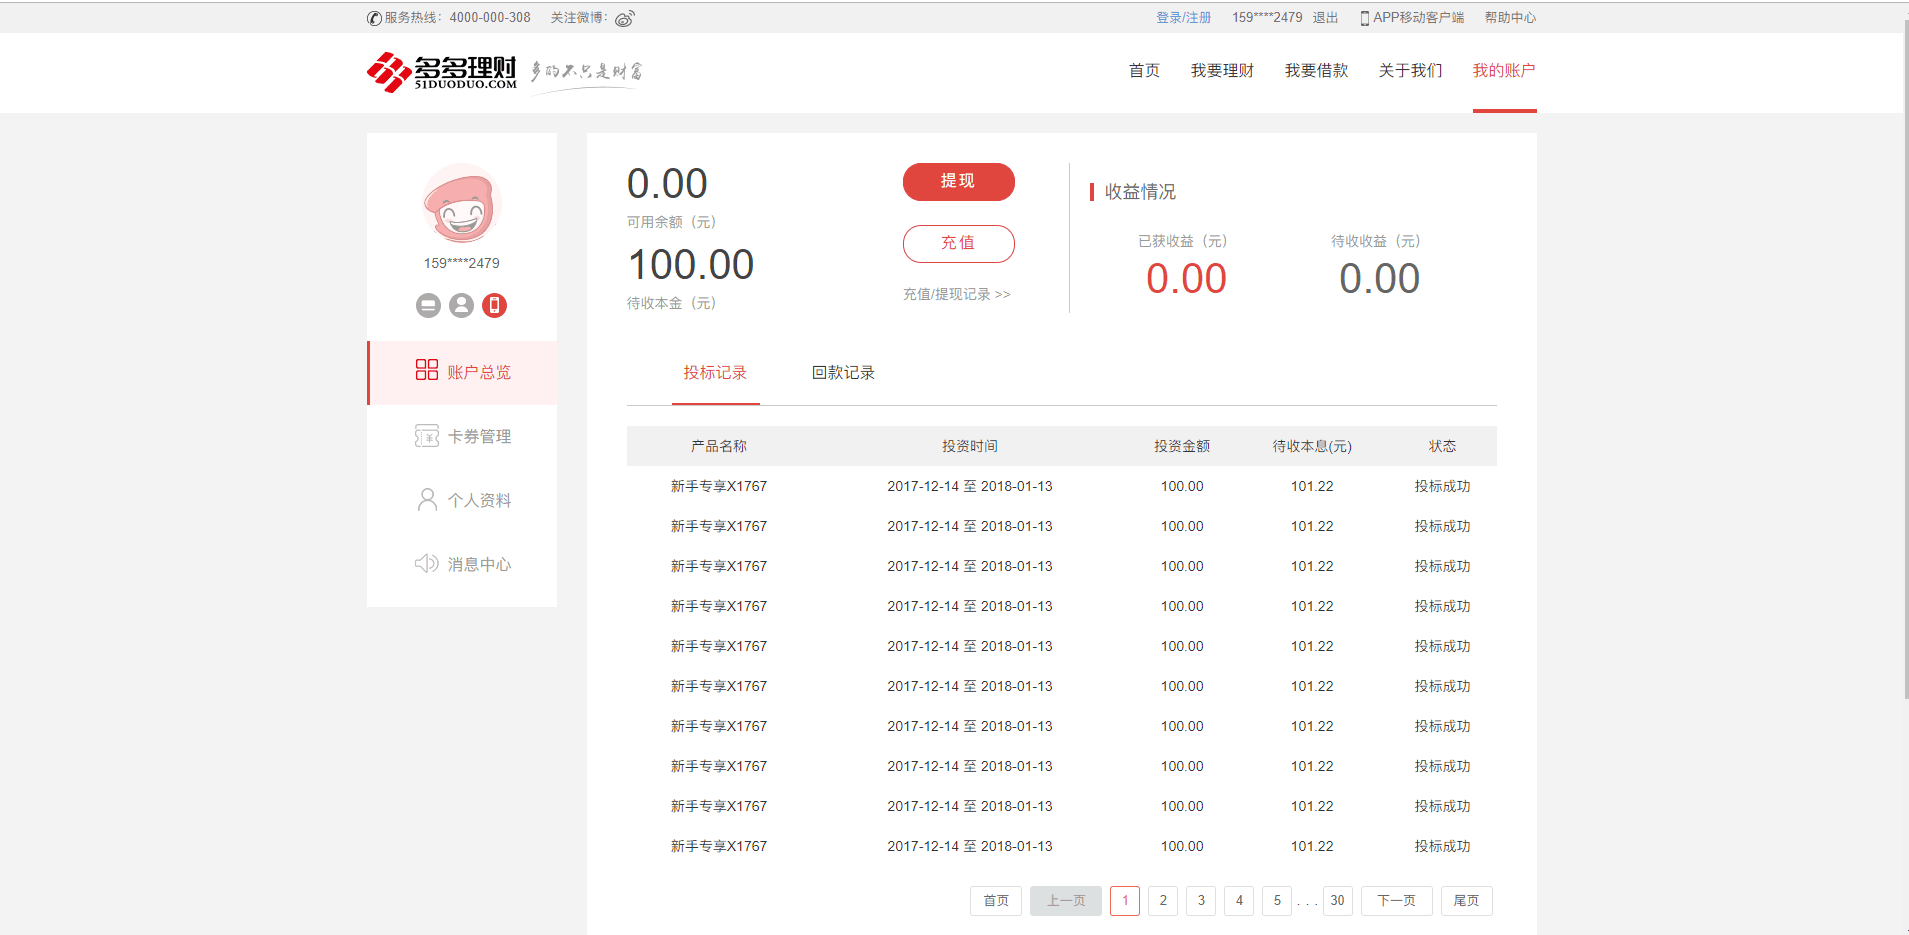 服务热线：4000-000-308 关注微博： 登录/注册 159****2479 退出 APP移动客户端 帮助中心
多多理财
51DUODUO.COM
多的不只是财富
首页 我要理财 我要借款 关于我们 我的账户
159****2479
账户总览
卡券管理
个人资料
消息中心
0.00
可用余额（元）
100.00
待收本金（元）
提现
充值
充值/提现记录 >>
收益情况
已获收益（元） 待收收益（元）
0.00 0.00
投标记录 回款记录
产品名称 投资时间 投资金额 待收本息(元) 状态
新手专享X1767 2017-12-14 至 2018-01-13 100.00 101.22 投标成功
新手专享X1767 2017-12-14 至 2018-01-13 100.00 101.22 投标成功
新手专享X1767 2017-12-14 至 2018-01-13 100.00 101.22 投标成功
新手专享X1767 2017-12-14 至 2018-01-13 100.00 101.22 投标成功
新手专享X1767 2017-12-14 至 2018-01-13 100.00 101.22 投标成功
新手专享X1767 2017-12-14 至 2018-01-13 100.00 101.22 投标成功
新手专享X1767 2017-12-14 至 2018-01-13 100.00 101.22 投标成功
新手专享X1767 2017-12-14 至 2018-01-13 100.00 101.22 投标成功
新手专享X1767 2017-12-14 至 2018-01-13 100.00 101.22 投标成功
新手专享X1767 2017-12-14 至 2018-01-13 100.00 101.22 投标成功
首页 上一页 1 2 3 4 5 ... 30 下一页 尾页